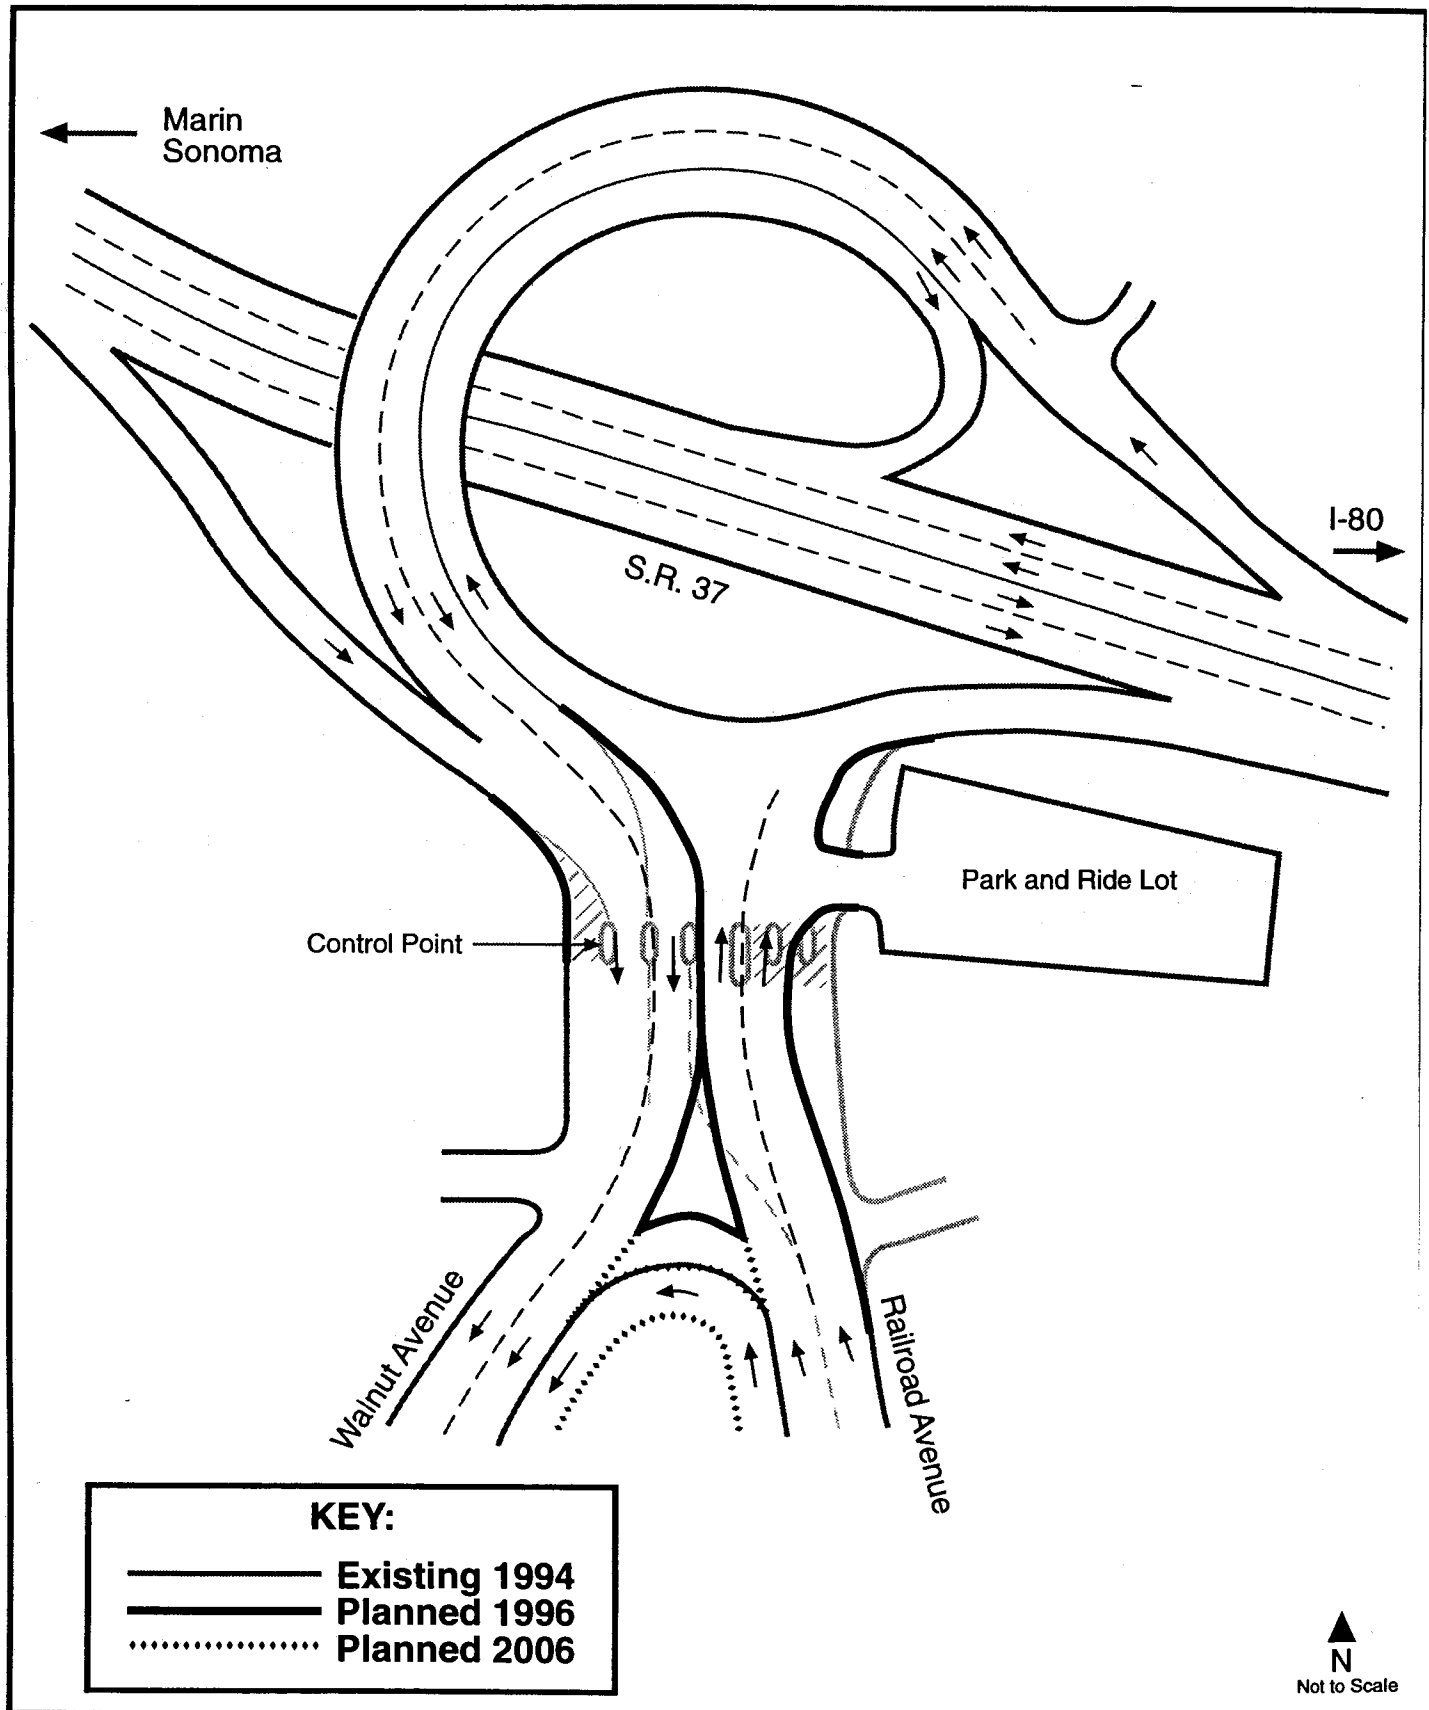 Marin
Sonoma
I-80
S.R. 37
Park and Ride Lot
Control Point
Walnut Avenue
Railroad Avenue
KEY:
Existing 1994
Planned 1996
Planned 2006
N
Not to Scale